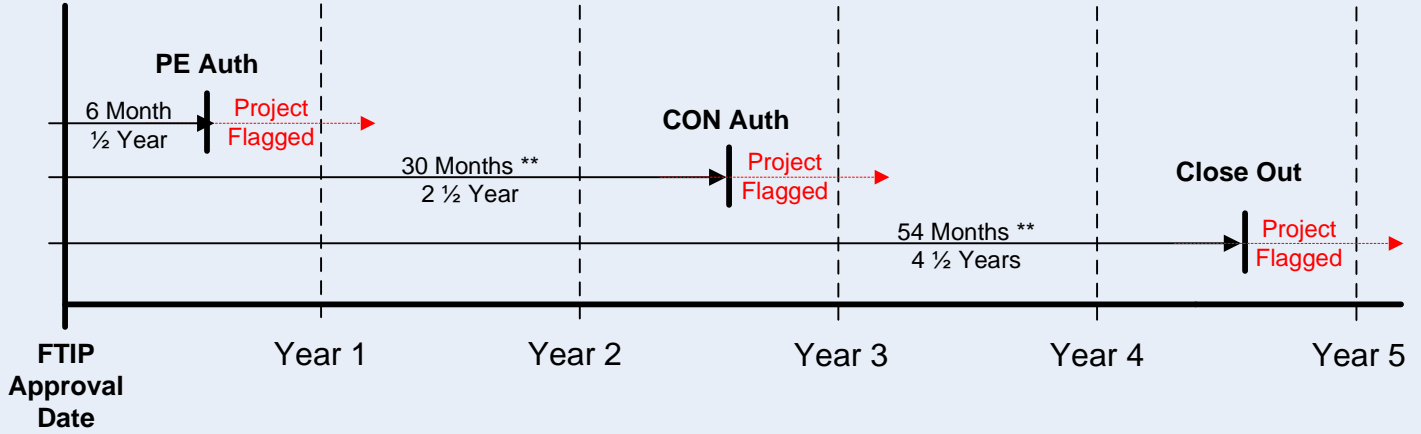 PE Auth
6 Month
½ Year
Project
Flagged
CON Auth
30 Months **
2 ½ Year
Project
Flagged
Close Out
54 Months **
4 ½ Years
Project
Flagged
FTIP
Approval
Date
Year 1
Year 2
Year 3
Year 4
Year 5